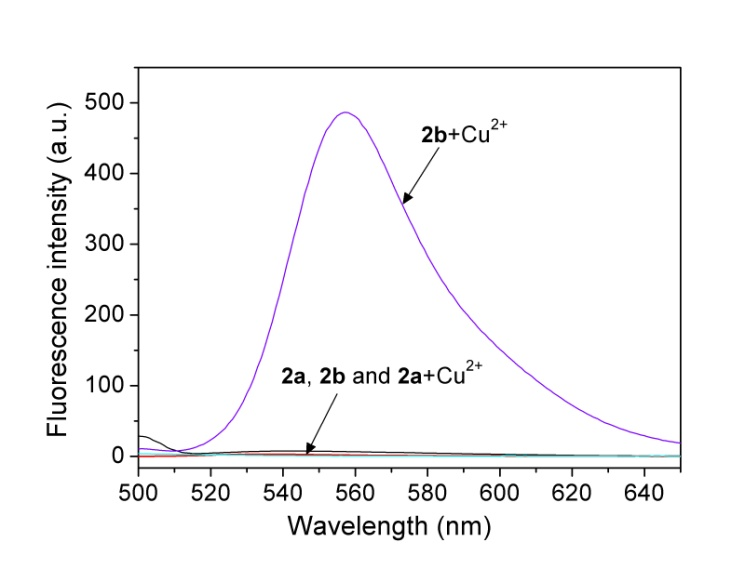 500
400
300
200
100
0
Fluorescence intensity (a.u.)
2b+Cu²⁺
2a, 2b and 2a+Cu²⁺
500 520 540 560 580 600 620 640
Wavelength (nm)